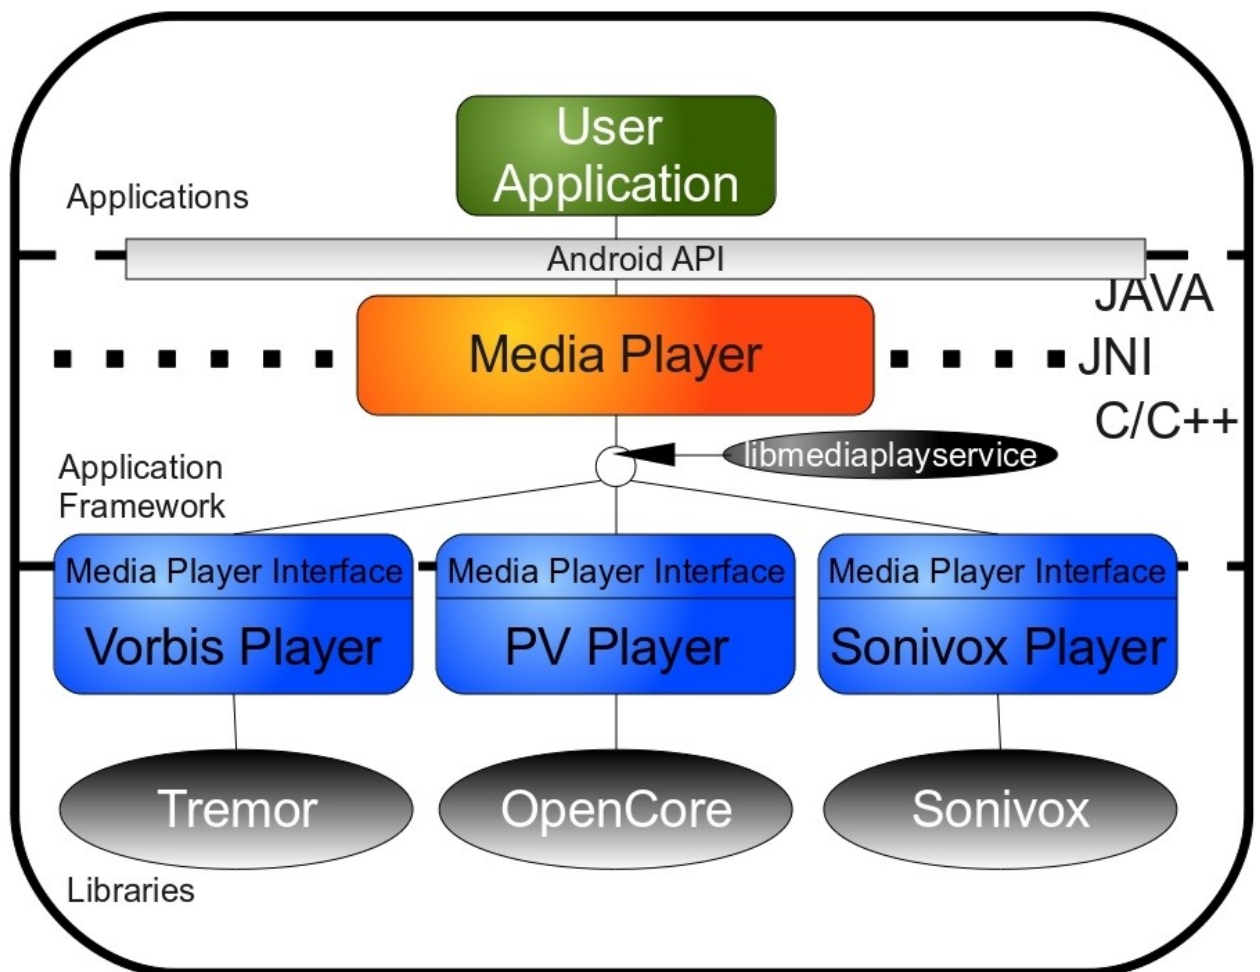 User
Application
Applications
Android API
JAVA
Media Player
JNI
C/C++
libmediaplayservice
Application
Framework
Media Player Interface
Media Player Interface
Media Player Interface
Vorbis Player
PV Player
Sonivox Player
Tremor
OpenCore
Sonivox
Libraries